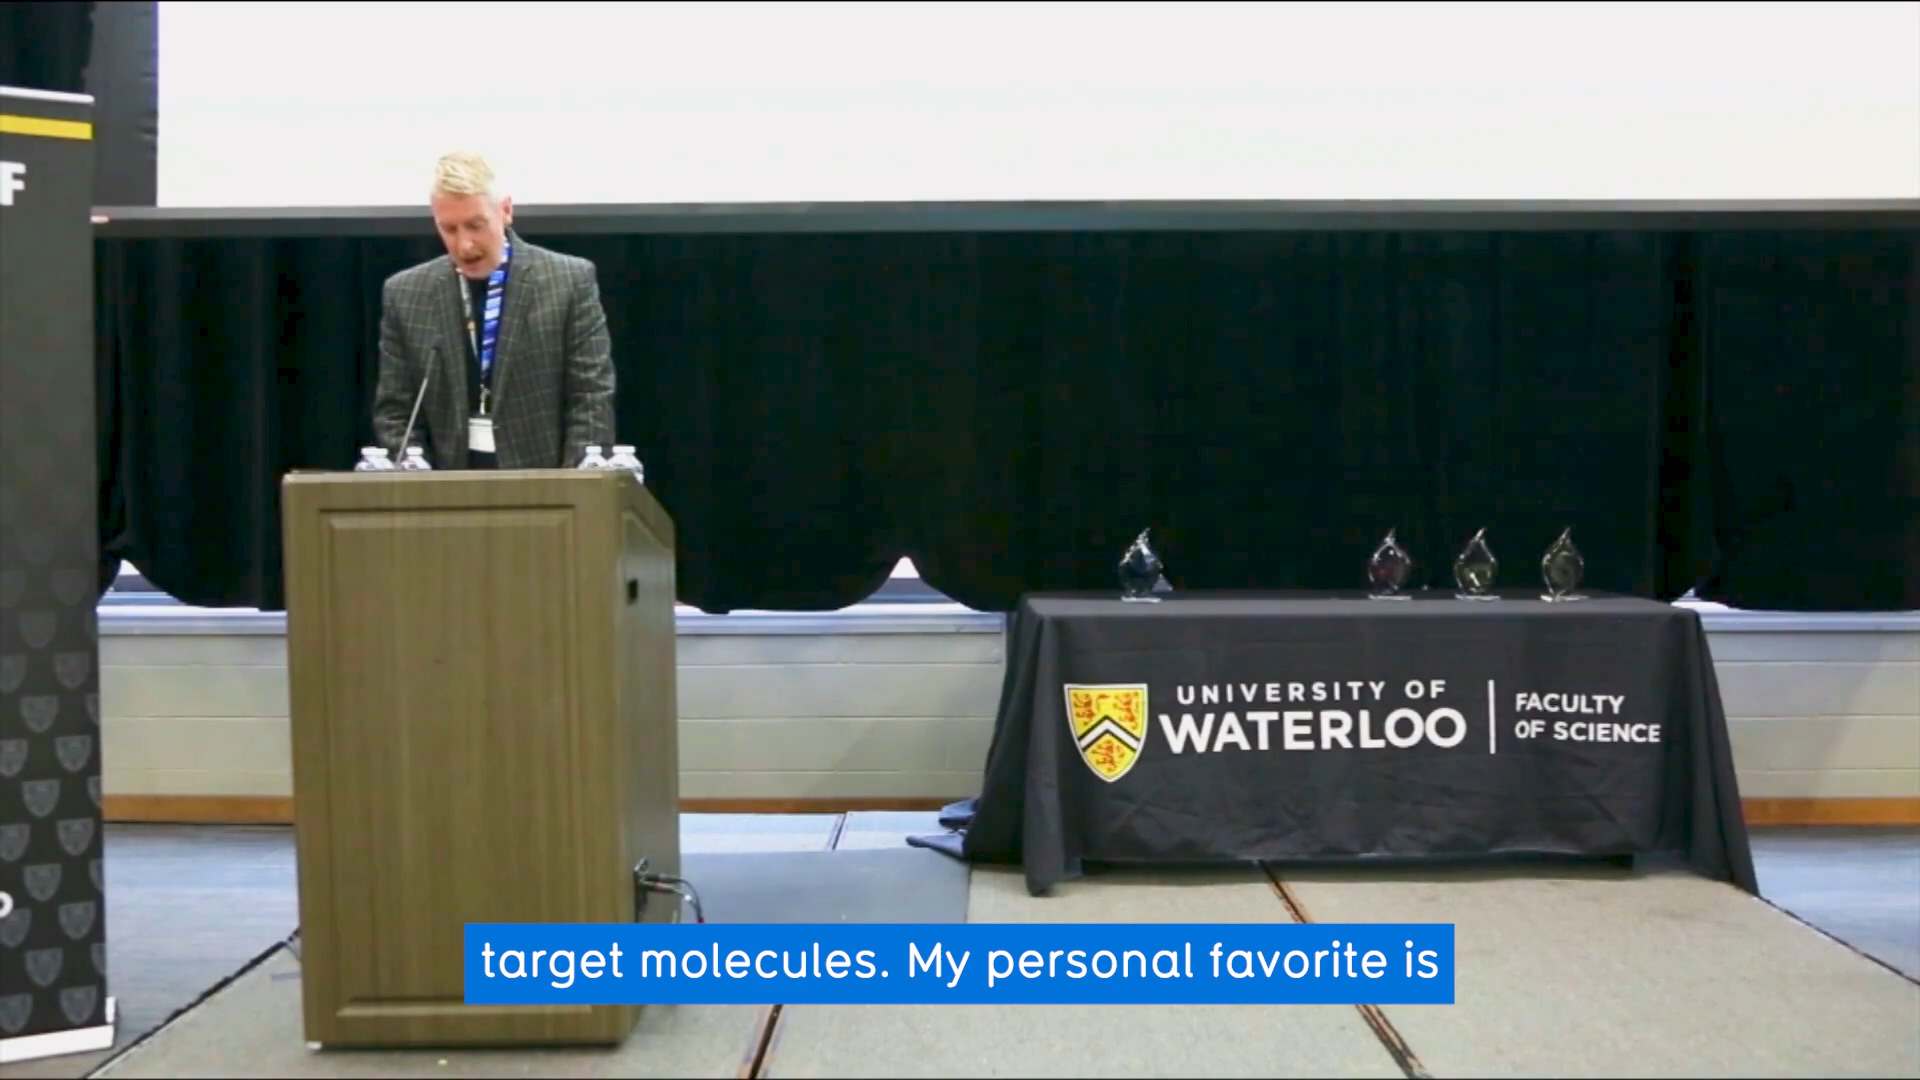 F
UNIVERSITY OF
WATERLOO
FACULTY
OF SCIENCE
target molecules. My personal favorite is